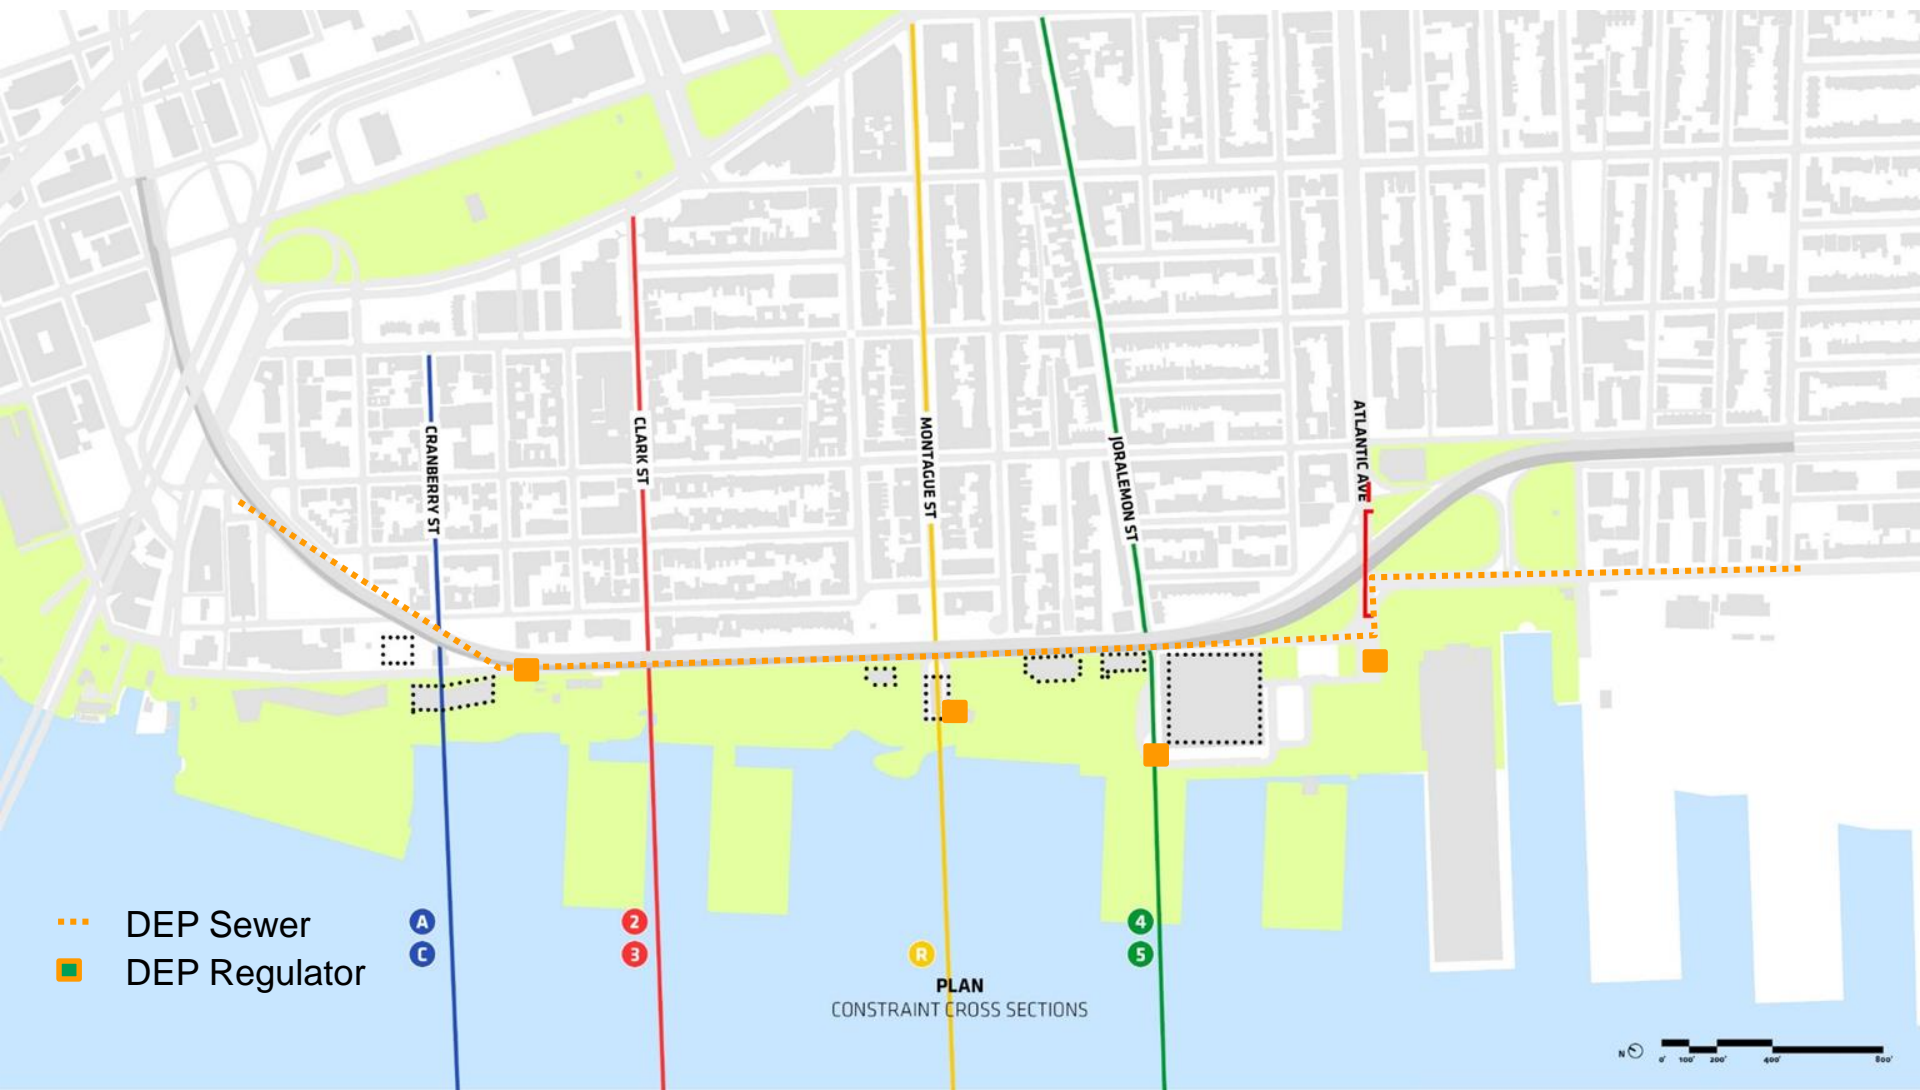 CRANBERRY ST
CLARK ST
MONTAGUE ST
JORALEMON ST
ATLANTIC AVE
DEP Sewer
DEP Regulator
A
C
2
3
R
4
5
PLAN
CONSTRAINT CROSS SECTIONS
N
0' 100' 200' 400' 800'